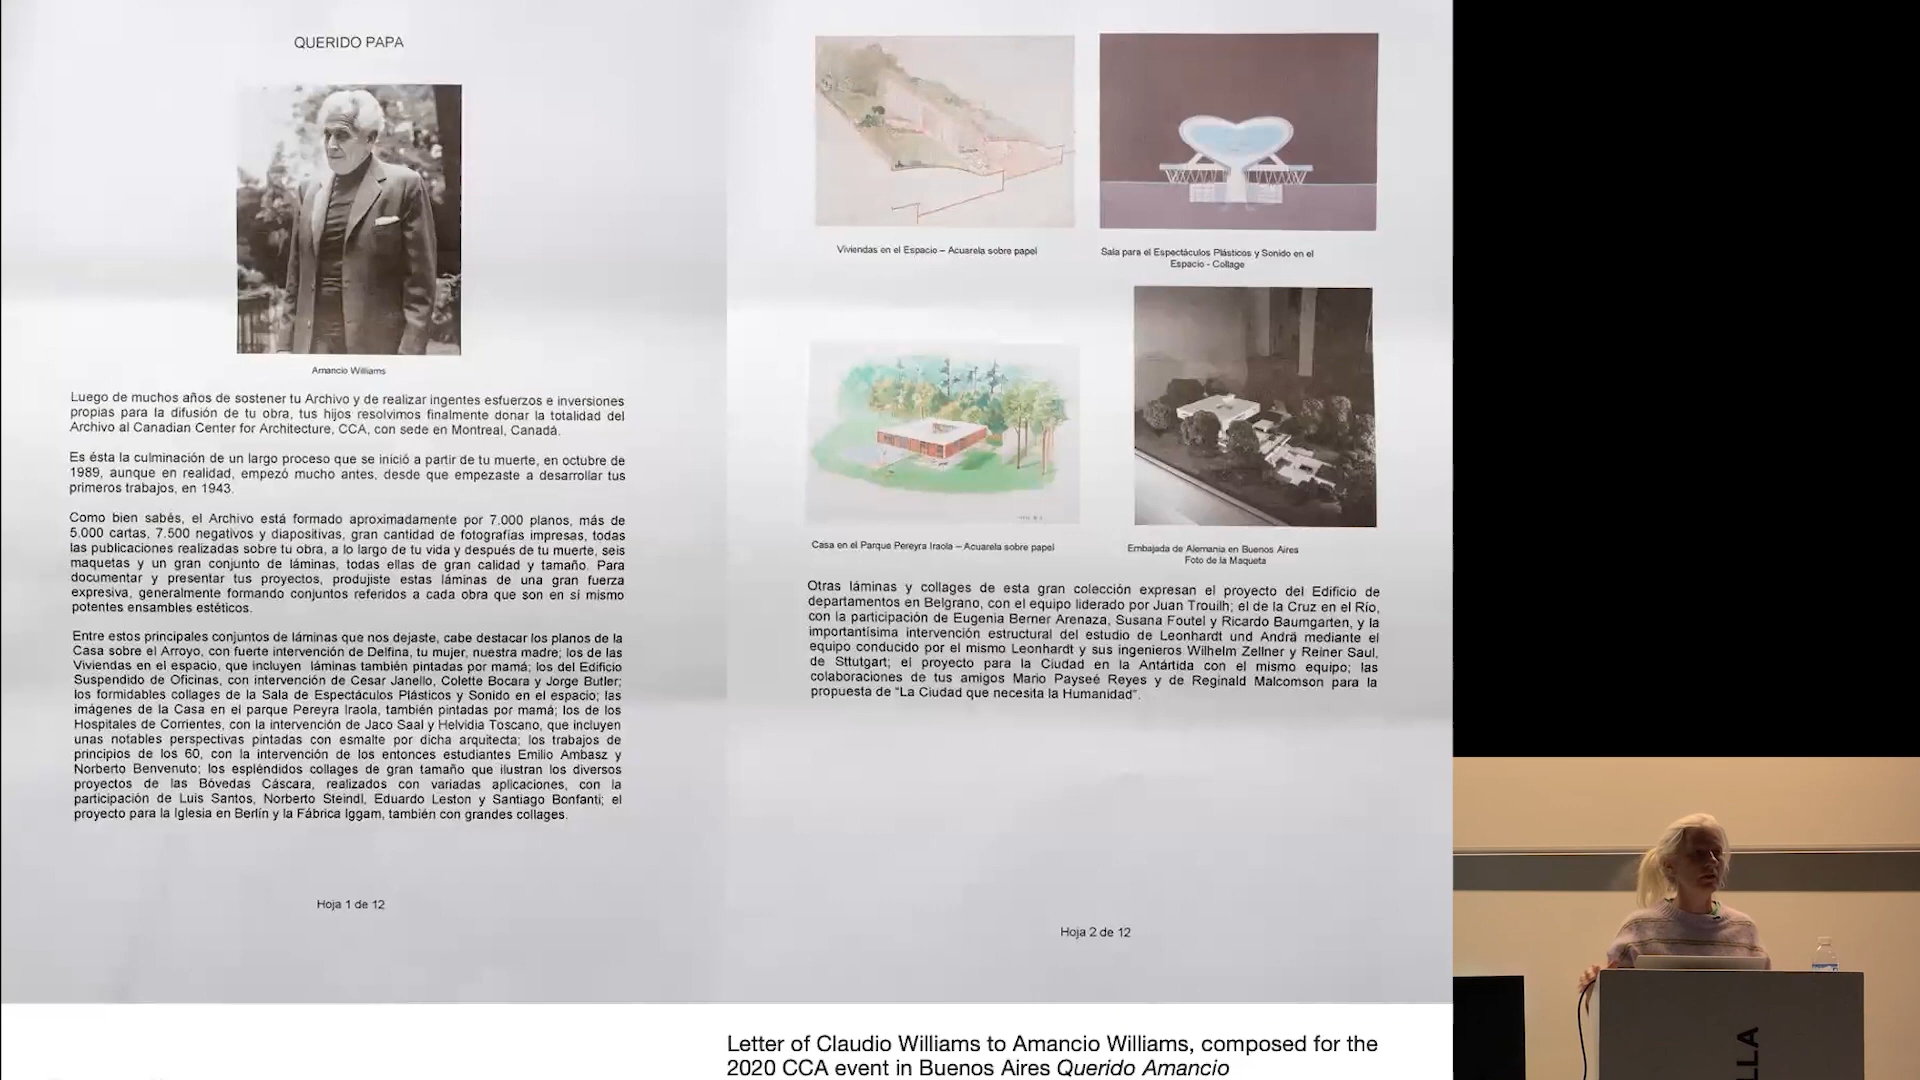 QUERIDO PAPA
Amancio Williams
Luego de muchos años de sostener tu Archivo y de realizar ingentes esfuerzos e inversiones
propias para la difusión de tu obra, tus hijos resolvimos finalmente donar la totalidad del
Archivo al Canadian Center for Architecture, CCA, con sede en Montreal, Canadá.
Es ésta la culminación de un largo proceso que se inició a partir de tu muerte, en octubre de
1989, aunque en realidad, empezó mucho antes, desde que empezaste a desarrollar tus
primeros trabajos, en 1943.
Como bien sabés, el Archivo está formado aproximadamente por 7.000 planos, más de
5.000 cartas, 7.500 negativos y diapositivas, gran cantidad de fotografías impresas, todas
las publicaciones realizadas sobre tu obra, a lo largo de tu vida y después de tu muerte, seis
maquetas y un gran conjunto de láminas, todas ellas de gran calidad y tamaño. Para
documentar y presentar tus proyectos, produjiste estas láminas de una gran fuerza
expresiva, generalmente formando conjuntos referidos a cada obra que son en sí mismo
potentes ensambles estéticos.
Entre estos principales conjuntos de láminas que nos dejaste, cabe destacar los planos de la
Casa sobre el Arroyo, con fuerte intervención de Delfina, tu mujer, nuestra madre; los de las
Viviendas en el espacio, que incluyen láminas también pintadas por mamá; los del Edificio
Suspendido de Oficinas, con intervención de Cesar Janello, Colette Bocara y Jorge Butler;
los formidables collages de la Sala de Espectáculos Plásticos y Sonido en el espacio; las
imágenes de la Casa en el parque Pereyra Iraola, también pintadas por mamá; los de los
Hospitales de Corrientes, con la intervención de Jaco Saal y Helvidia Toscano, que incluyen
unas notables perspectivas pintadas con esmalte por dicha arquitecta; los trabajos de
principios de los 60, con la intervención de los entonces estudiantes Emilio Ambasz y
Norberto Benvenuto; los espléndidos collages de gran tamaño que ilustran los diversos
proyectos de las Bóvedas Cáscara, realizados con variadas aplicaciones, con la
participación de Luis Santos, Norberto Steindl, Eduardo Leston y Santiago Bonfanti; el
proyecto para la Iglesia en Berlín y la Fábrica Iggam, también con grandes collages.
Hoja 1 de 12
Viviendas en el Espacio – Acuarela sobre papel
Sala para el Espectáculos Plásticos y Sonido en el
Espacio - Collage
Casa en el Parque Pereyra Iraola – Acuarela sobre papel
Embajada de Alemania en Buenos Aires
Foto de la Maqueta
Otras láminas y collages de esta gran colección expresan el proyecto del Edificio de
departamentos en Belgrano, con el equipo liderado por Juan Trouilh; el de la Cruz en el Río,
con la participación de Eugenia Berner Arenaza, Susana Foutel y Ricardo Baumgarten, y la
importantísima intervención estructural del estudio de Leonhardt und Andrä mediante el
equipo conducido por el mismo Leonhardt y sus ingenieros Wilhelm Zellner y Reiner Saul,
de Sttutgart; el proyecto para la Ciudad en la Antártida con el mismo equipo; las
colaboraciones de tus amigos Mario Payseé Reyes y de Reginald Malcomson para la
propuesta de "La Ciudad que necesita la Humanidad".
Hoja 2 de 12
Letter of Claudio Williams to Amancio Williams, composed for the
2020 CCA event in Buenos Aires Querido Amancio
LLA